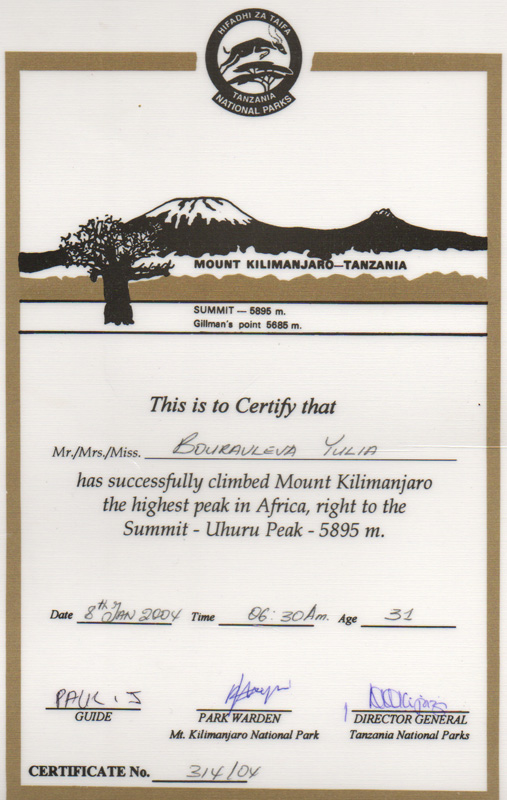 HIFADHI ZA TAIFA
TANZANIA
NATIONAL PARKS
MOUNT KILIMANJARO—TANZANIA
SUMMIT — 5895 m.
Gillman's point 5685 m.
This is to Certify that
Mr./Mrs./Miss. BOURAVLEVA YULIA
has successfully climbed Mount Kilimanjaro
the highest peak in Africa, right to the
Summit - Uhuru Peak - 5895 m.
Date 8th JAN 2004 Time 06:30Am. Age 31
PAUL . J
GUIDE PARK WARDEN DIRECTOR GENERAL
Mt. Kilimanjaro National Park Tanzania National Parks
CERTIFICATE No. 314/04